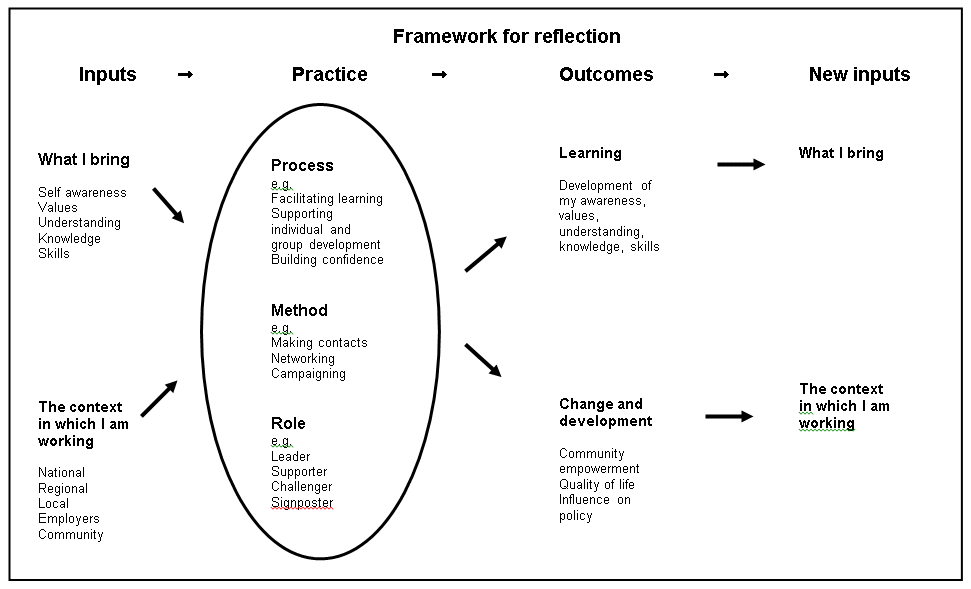 Framework for reflection
Inputs → Practice → Outcomes → New inputs
What I bring
Self awareness
Values
Understanding
Knowledge
Skills
The context
in which I am
working
National
Regional
Local
Employers
Community
Process
e.g.
Facilitating learning
Supporting
individual and
group development
Building confidence
Method
e.g.
Making contacts
Networking
Campaigning
Role
e.g.
Leader
Supporter
Challenger
Signposter
Learning
Development of
my awareness,
values,
understanding,
knowledge, skills
Change and
development
Community
empowerment
Quality of life
Influence on
policy
What I bring
The context
in which I am
working